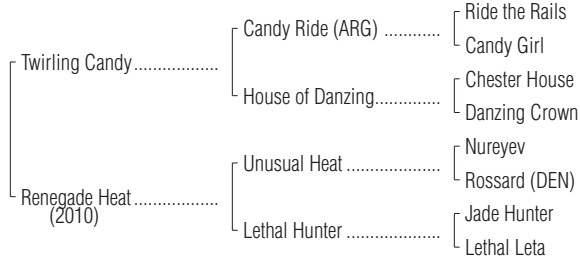 Ride the Rails
Candy Ride (ARG) ............
Candy Girl
Twirling Candy..................
Chester House
House of Danzing..............
Danzing Crown
Nureyev
Unusual Heat ....................
Rossard (DEN)
Renegade Heat..................
(2010)
Jade Hunter
Lethal Hunter ....................
Lethal Leta